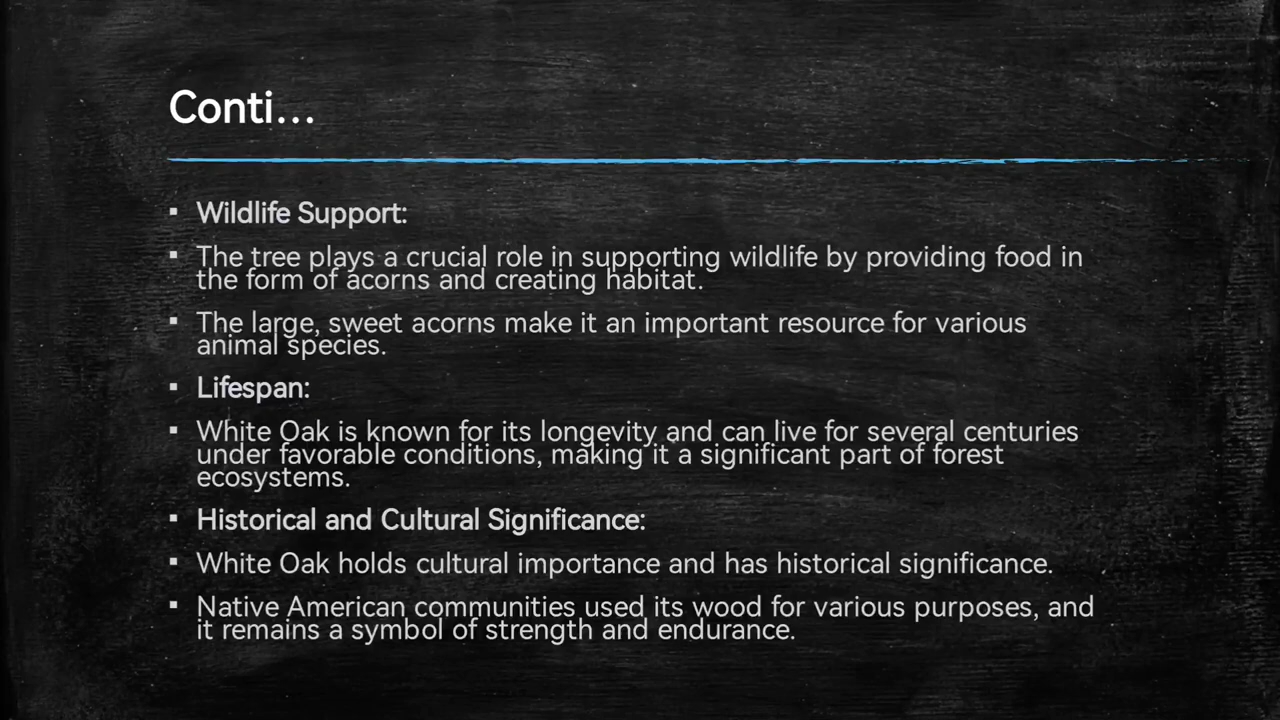 Conti...
▪ Wildlife Support:
▪ The tree plays a crucial role in supporting wildlife by providing food in
the form of acorns and creating habitat.
▪ The large, sweet acorns make it an important resource for various
animal species.
▪ Lifespan:
▪ White Oak is known for its longevity and can live for several centuries
under favorable conditions, making it a significant part of forest
ecosystems.
▪ Historical and Cultural Significance:
▪ White Oak holds cultural importance and has historical significance.
▪ Native American communities used its wood for various purposes, and
it remains a symbol of strength and endurance.